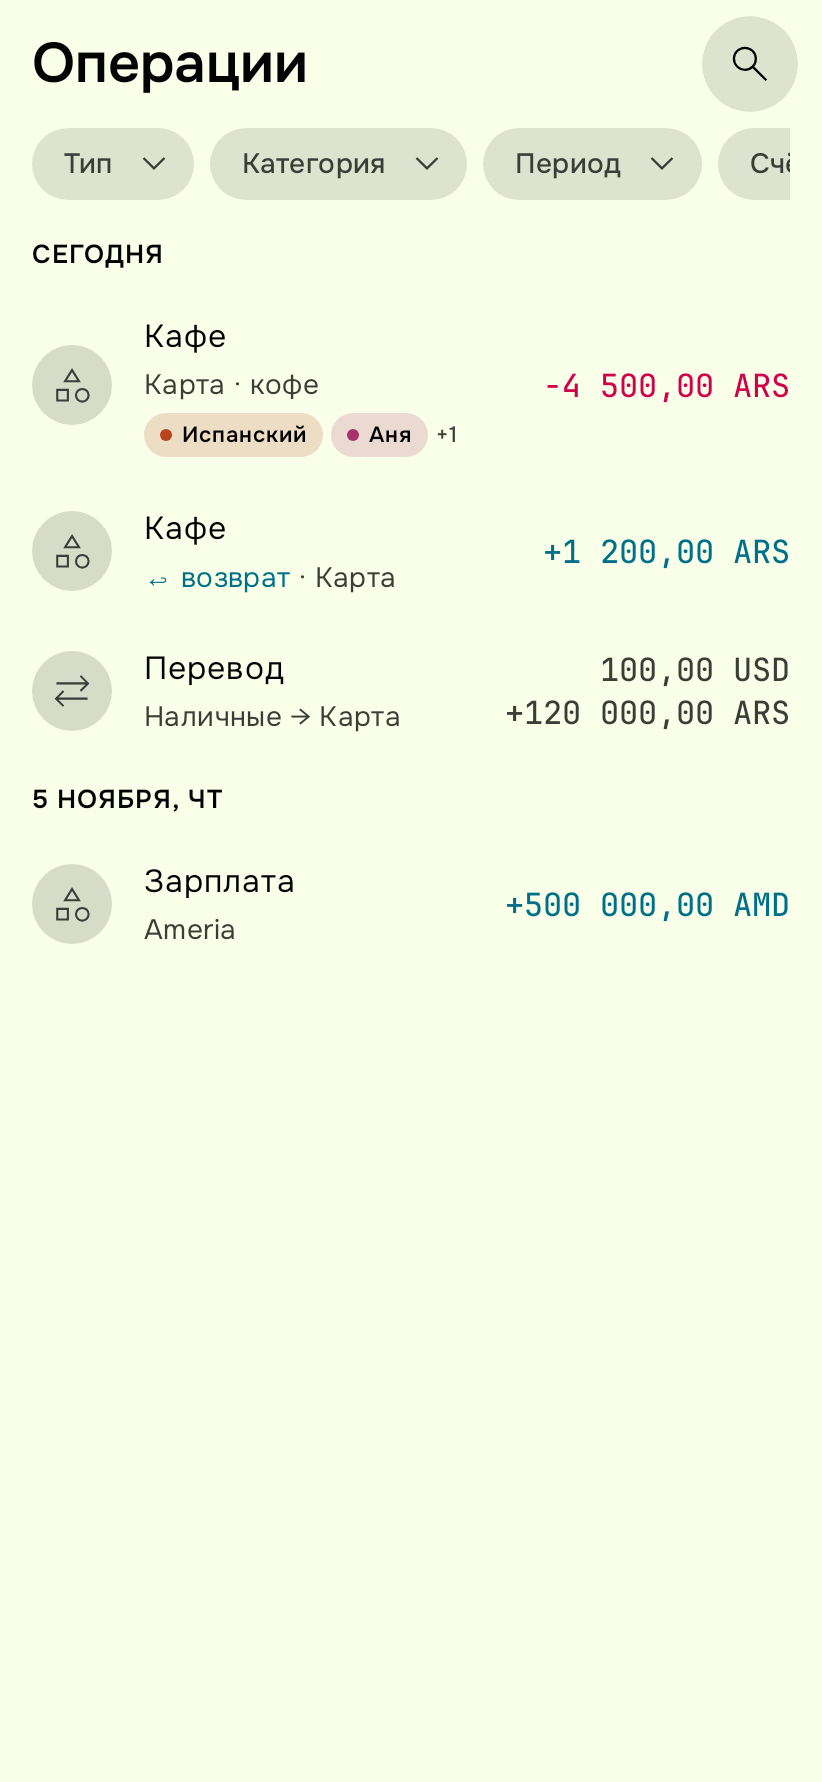 Операции
Тип Категория Период Счё
СЕГОДНЯ
Кафе
Карта · кофе
-4 500,00 ARS
Испанский Аня +1
Кафе
↩ возврат · Карта
+1 200,00 ARS
Перевод
Наличные → Карта
100,00 USD
+120 000,00 ARS
5 НОЯБРЯ, ЧТ
Зарплата
Ameria
+500 000,00 AMD